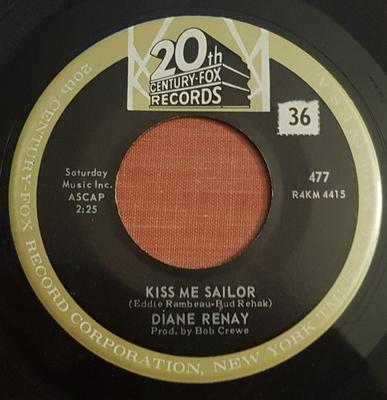 20th
CENTURY-FOX
RECORDS
36
Saturday
Music Inc.
ASCAP
2:25
477
R4KM 4415
KISS ME SAILOR
(Eddie Rambeau-Bud Rehak)
DIANE RENAY
Prod. by Bob Crewe
20th CENTURY-FOX RECORD CORPORATION, NEW YORK